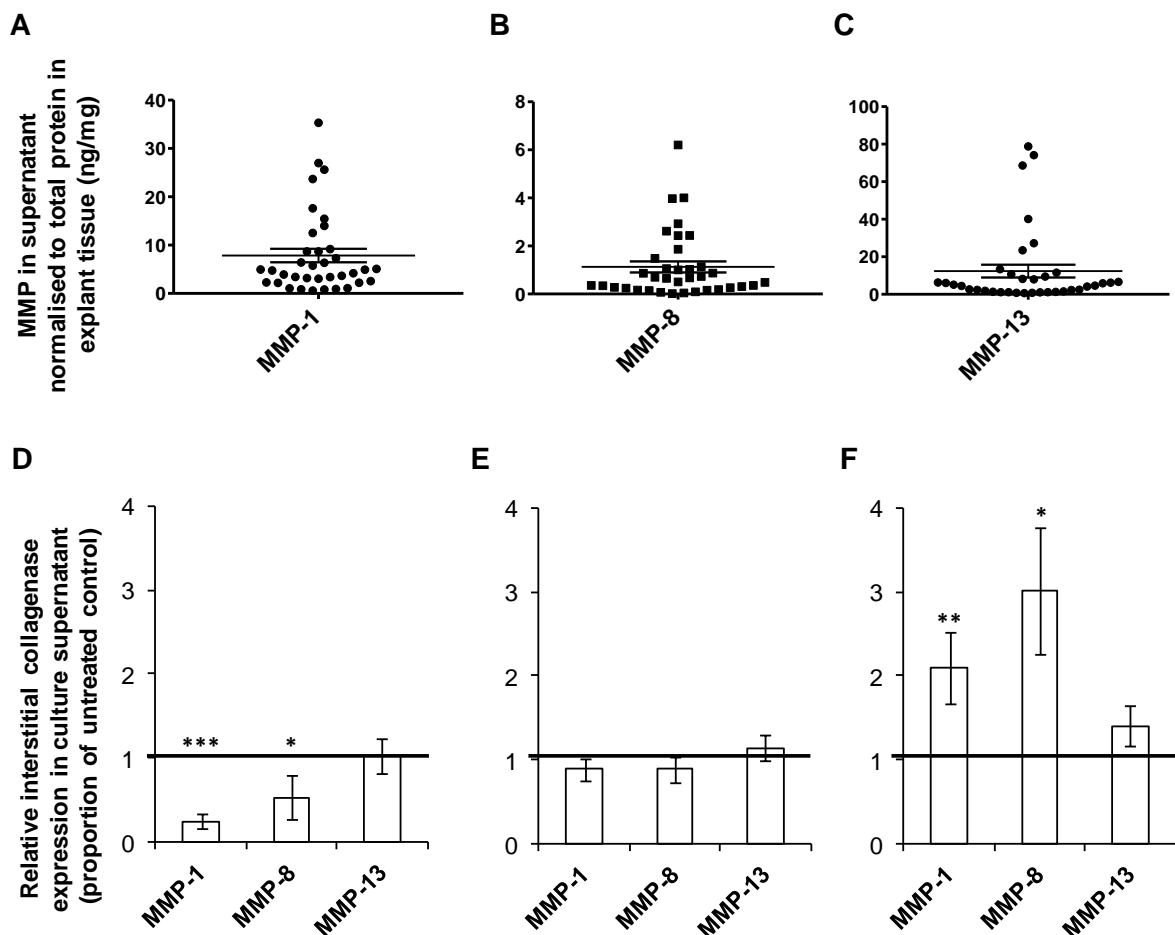 A
B
C
MMP in supernatant
normalised to total protein in
explant tissue (ng/mg)
40
30
20
10
0
MMP-1
8
6
4
2
0
MMP-8
100
80
60
40
20
0
MMP-13
D
E
F
Relative interstitial collagenase
expression in culture supernatant
(proportion of untreated control)
4
3
2
1
0
***
*
MMP-1
MMP-8
MMP-13
4
3
2
1
0
MMP-1
MMP-8
MMP-13
4
3
2
1
0
**
*
MMP-1
MMP-8
MMP-13